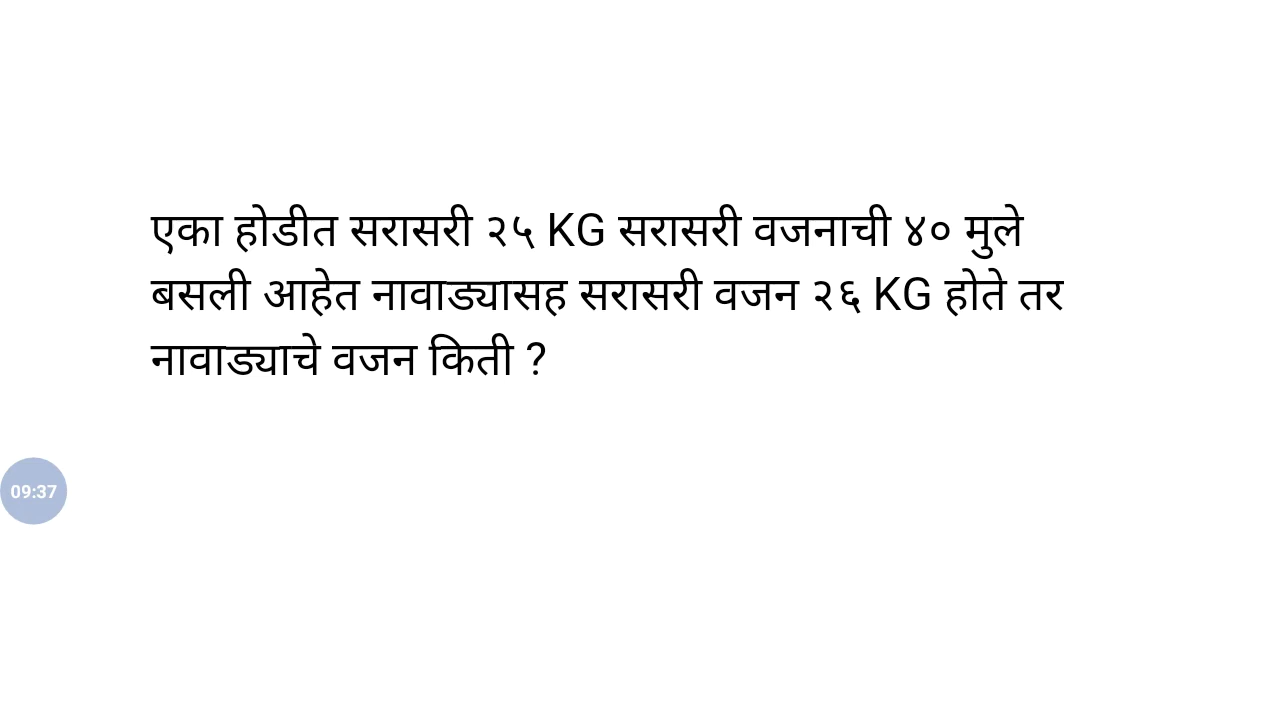 एका होडीत सरासरी २५ KG सरासरी वजनाची ४० मुले
बसली आहेत नावाड्यासह सरासरी वजन २६ KG होते तर
नावाड्याचे वजन किती ?
09:37